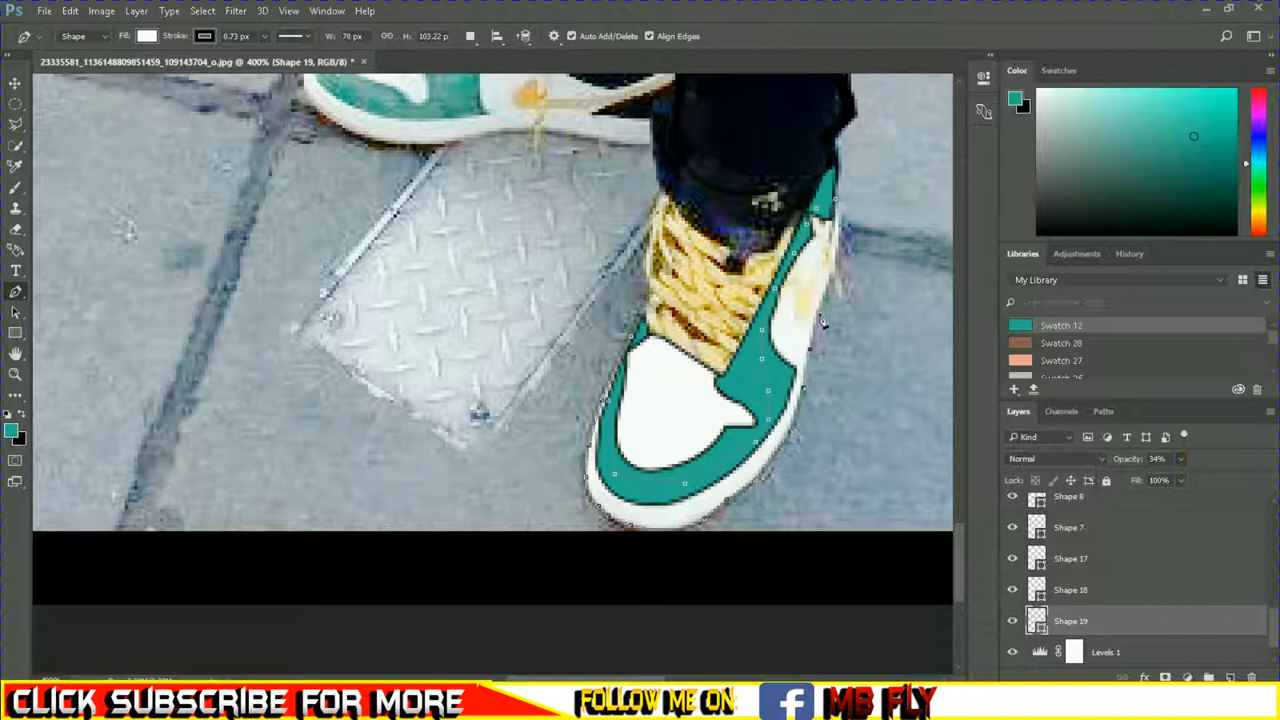 Ps File Edit Image Layer Type Select Filter 3D View Window Help
Shape Fill: Stroke: 0.73 px W: 78 px H: 103.22 p Auto Add/Delete Align Edges
23335581_1136148809851459_109143704_o.jpg @ 400% (Shape 19, RGB/8) * ×
Color Swatches
Libraries Adjustments History
My Library
Swatch 12
Swatch 28
Swatch 27
Layers Channels Paths
Kind
Normal Opacity: 34%
Lock: Fill: 100%
Shape 6
Shape 7
Shape 17
Shape 18
Shape 19
Levels 1
fx
CLICK SUBSCRIBE FOR MORE FOLLOW ME ON f MB FLY